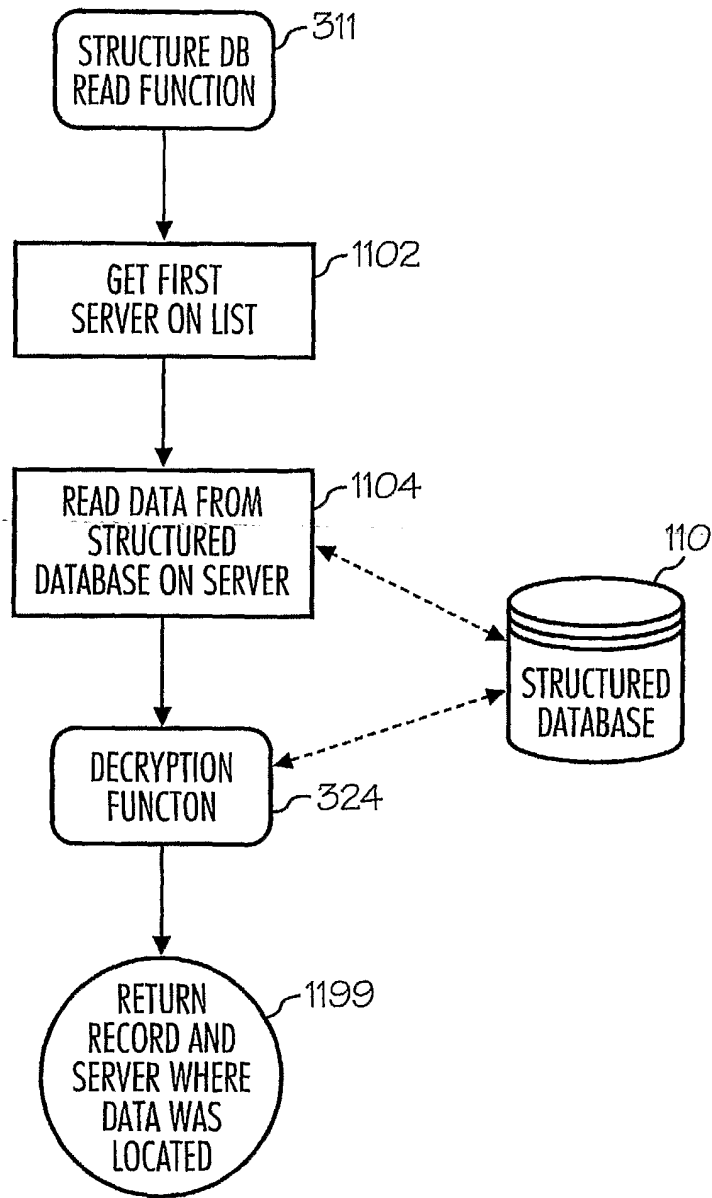 STRUCTURE DB
READ FUNCTION
311
GET FIRST
SERVER ON LIST
1102
READ DATA FROM
STRUCTURED
DATABASE ON SERVER
1104
110
STRUCTURED
DATABASE
DECRYPTION
FUNCTON
324
RETURN
RECORD AND
SERVER WHERE
DATA WAS
LOCATED
1199